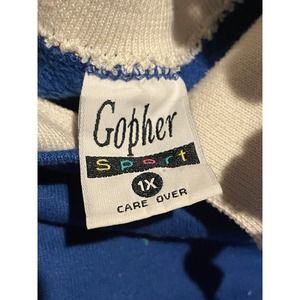 Gopher
Sport
1X
CARE OVER